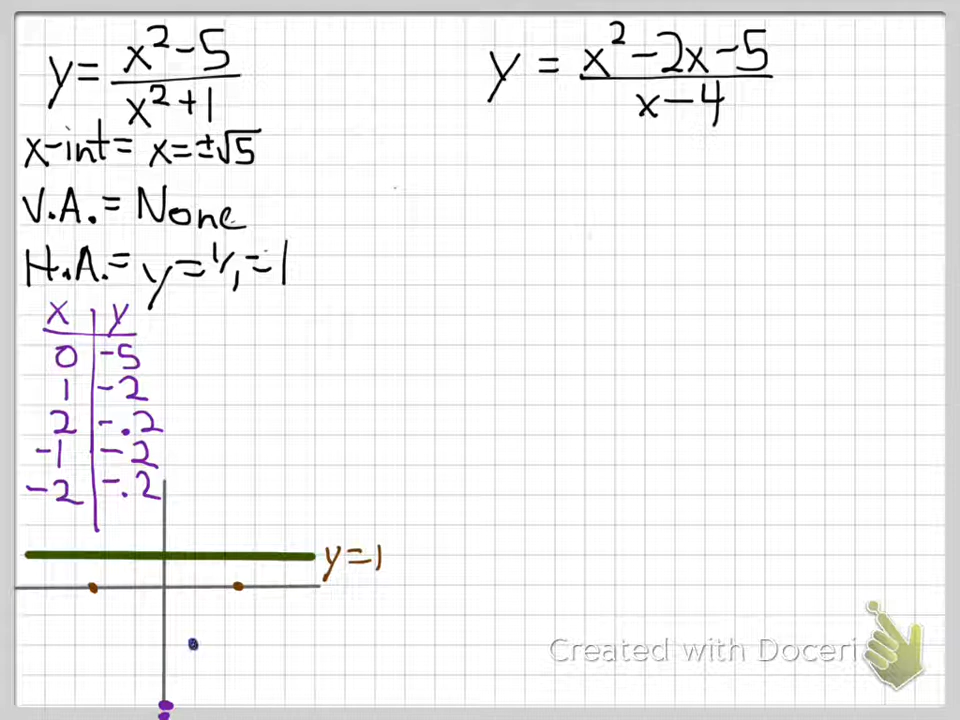 y = (x² - 5)/(x² + 1)
x-int = x = ±√5
V.A. = None
H.A. = y = 1/1 = 1
x | y
0 | -5
1 | -2
2 | -.2
-1 | -2
-2 | -.2
y = 1
y = (x² - 2x - 5)/(x - 4)
Created with Doceri